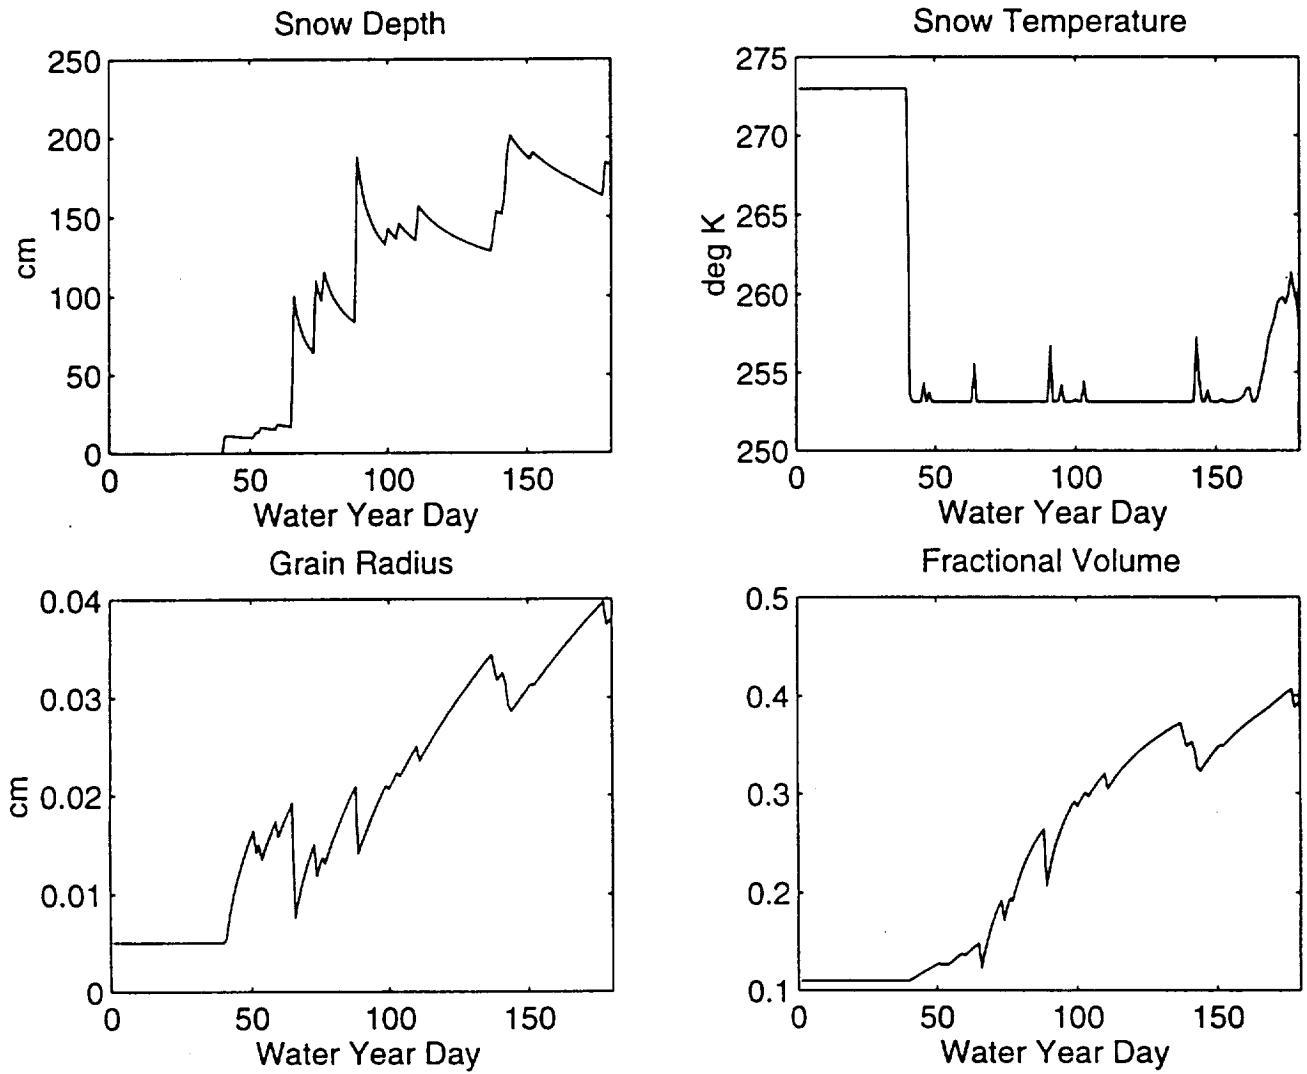 Snow Depth
250
200
150
100
50
0
cm
0 50 100 150
Water Year Day
Snow Temperature
275
270
265
260
255
250
deg K
0 50 100 150
Water Year Day
Grain Radius
0.04
0.03
0.02
0.01
0
cm
0 50 100 150
Water Year Day
Fractional Volume
0.5
0.4
0.3
0.2
0.1
0 50 100 150
Water Year Day